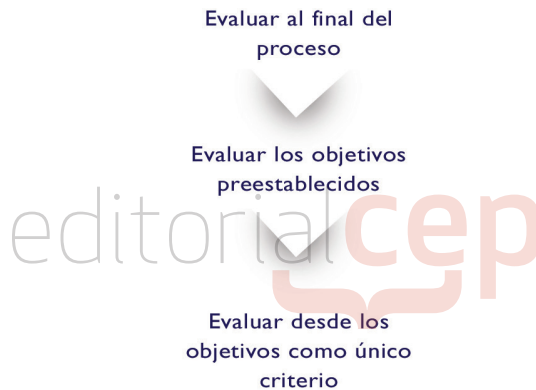 Evaluar al final del
proceso
Evaluar los objetivos
preestablecidos
editorialcep
Evaluar desde los
objetivos como único
criterio